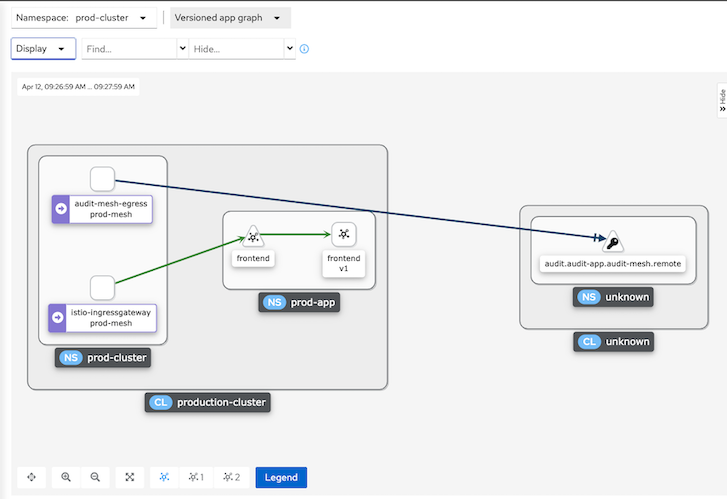 Namespace: prod-cluster
Versioned app graph
Display
Find...
Hide...
Apr 12, 09:26:59 AM ... 09:27:59 AM
Hide
audit-mesh-egress
prod-mesh
frontend
frontend
v1
audit.audit-app.audit-mesh.remote
NS unknown
NS prod-app
istio-ingressgateway
prod-mesh
CL unknown
NS prod-cluster
CL production-cluster
1
2
Legend